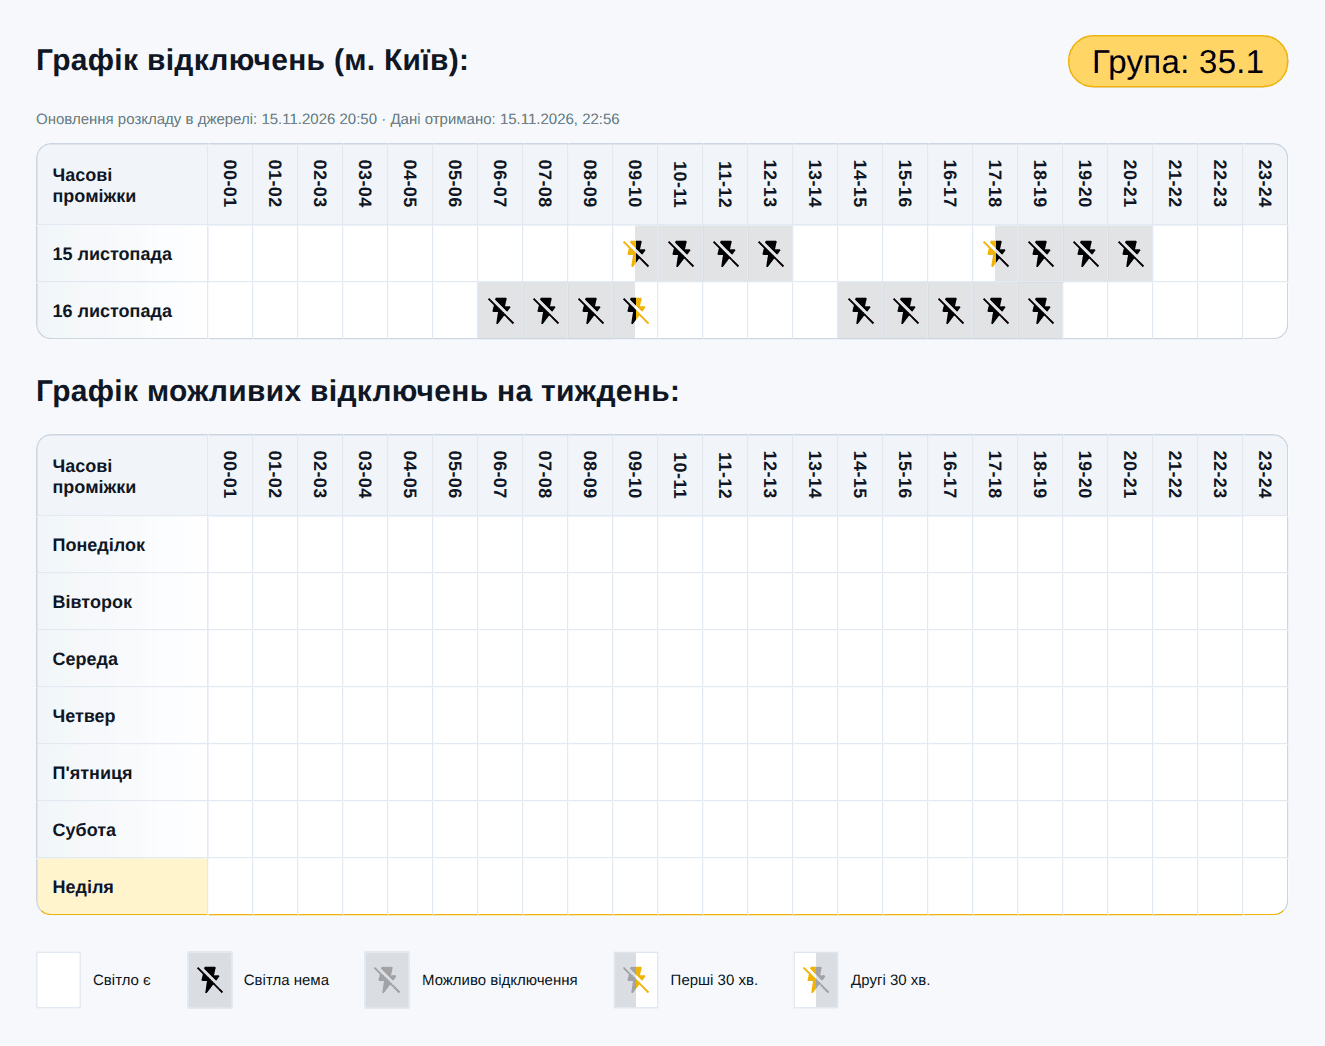 Графік відключень (м. Київ):
Група: 35.1
Оновлення розкладу в джерелі: 15.11.2026 20:50 · Дані отримано: 15.11.2026, 22:56
Часові
проміжки
00-01
01-02
02-03
03-04
04-05
05-06
06-07
07-08
08-09
09-10
10-11
11-12
12-13
13-14
14-15
15-16
16-17
17-18
18-19
19-20
20-21
21-22
22-23
23-24
15 листопада
16 листопада
Графік можливих відключень на тиждень:
Часові
проміжки
00-01
01-02
02-03
03-04
04-05
05-06
06-07
07-08
08-09
09-10
10-11
11-12
12-13
13-14
14-15
15-16
16-17
17-18
18-19
19-20
20-21
21-22
22-23
23-24
Понеділок
Вівторок
Середа
Четвер
П'ятниця
Субота
Неділя
Світло є
Світла нема
Можливо відключення
Перші 30 хв.
Другі 30 хв.